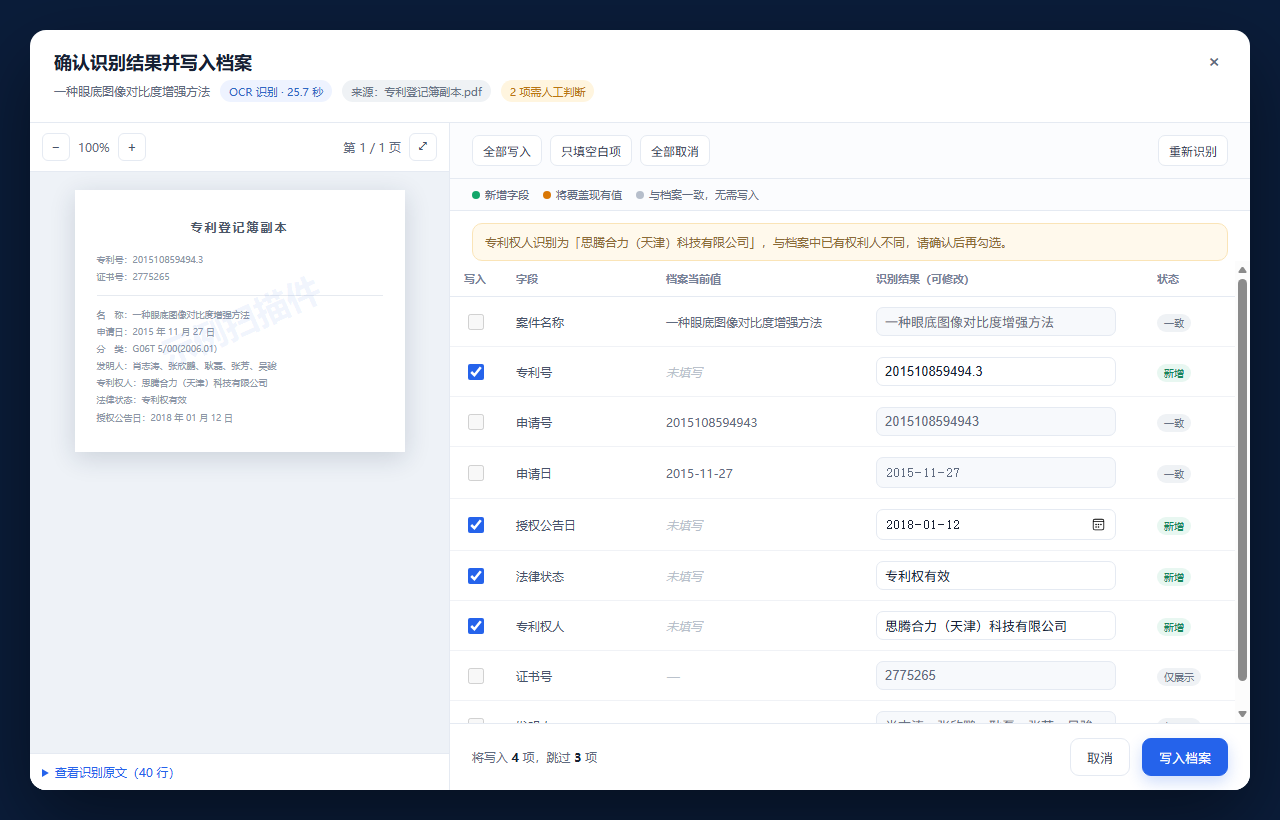 确认识别结果并写入档案
一种眼底图像对比度增强方法 OCR 识别 · 25.7 秒 来源：专利登记簿副本.pdf 2 项需人工判断
×
− 100% + 第 1 / 1 页
专利登记簿副本
专利号：201510859494.3
证书号：2775265
名 称：一种眼底图像对比度增强方法
申请日：2015 年 11 月 27 日
分 类：G06T 5/00(2006.01)
发明人：肖志涛、张欣鹏、耿磊、张芳、吴骏
专利权人：思腾合力（天津）科技有限公司
法律状态：专利权有效
授权公告日：2018 年 01 月 12 日
扫描件
查看识别原文（40 行）
全部写入 只填空白项 全部取消 重新识别
新增字段 将覆盖现有值 与档案一致，无需写入
专利权人识别为「思腾合力（天津）科技有限公司」，与档案中已有权利人不同，请确认后再勾选。
写入 字段 档案当前值 识别结果（可修改） 状态
案件名称 一种眼底图像对比度增强方法 一种眼底图像对比度增强方法 一致
专利号 未填写 201510859494.3 新增
申请号 2015108594943 2015108594943 一致
申请日 2015-11-27 2015-11-27 一致
授权公告日 未填写 2018-01-12 新增
法律状态 未填写 专利权有效 新增
专利权人 未填写 思腾合力（天津）科技有限公司 新增
证书号 — 2775265 仅展示
将写入 4 项，跳过 3 项 取消 写入档案